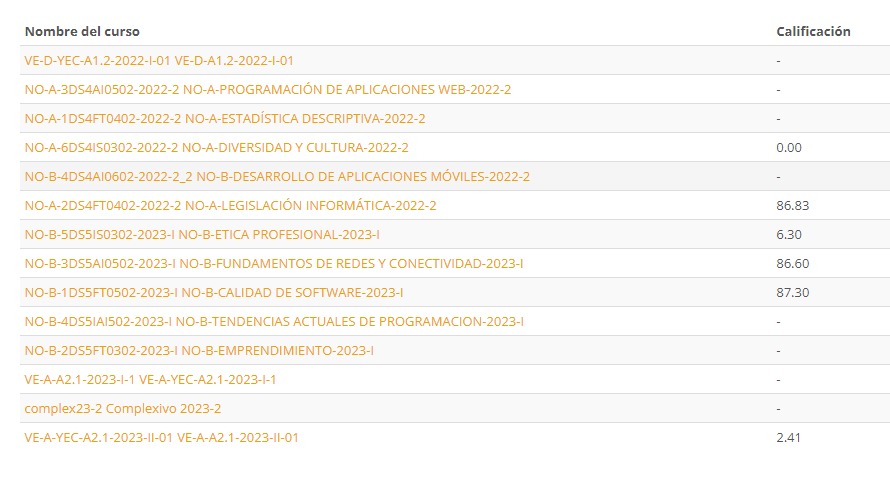 Nombre del curso Calificación
VE-D-YEC-A1.2-2022-I-01 VE-D-A1.2-2022-I-01 -
NO-A-3DS4AI0502-2022-2 NO-A-PROGRAMACIÓN DE APLICACIONES WEB-2022-2 -
NO-A-1DS4FT0402-2022-2 NO-A-ESTADÍSTICA DESCRIPTIVA-2022-2 -
NO-A-6DS4IS0302-2022-2 NO-A-DIVERSIDAD Y CULTURA-2022-2 0.00
NO-B-4DS4AI0602-2022-2_2 NO-B-DESARROLLO DE APLICACIONES MÓVILES-2022-2 -
NO-A-2DS4FT0402-2022-2 NO-A-LEGISLACIÓN INFORMÁTICA-2022-2 86.83
NO-B-5DS5IS0302-2023-I NO-B-ETICA PROFESIONAL-2023-I 6.30
NO-B-3DS5AI0502-2023-I NO-B-FUNDAMENTOS DE REDES Y CONECTIVIDAD-2023-I 86.60
NO-B-1DS5FT0502-2023-I NO-B-CALIDAD DE SOFTWARE-2023-I 87.30
NO-B-4DS5IAI502-2023-I NO-B-TENDENCIAS ACTUALES DE PROGRAMACION-2023-I -
NO-B-2DS5FT0302-2023-I NO-B-EMPRENDIMIENTO-2023-I -
VE-A-A2.1-2023-I-1 VE-A-YEC-A2.1-2023-I-1 -
complex23-2 Complexivo 2023-2 -
VE-A-YEC-A2.1-2023-II-01 VE-A-A2.1-2023-II-01 2.41